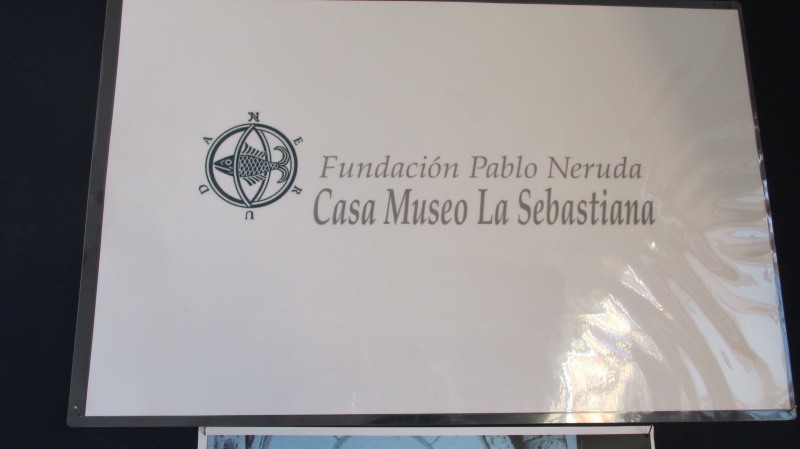 NERUDA
Fundación Pablo Neruda
Casa Museo La Sebastiana